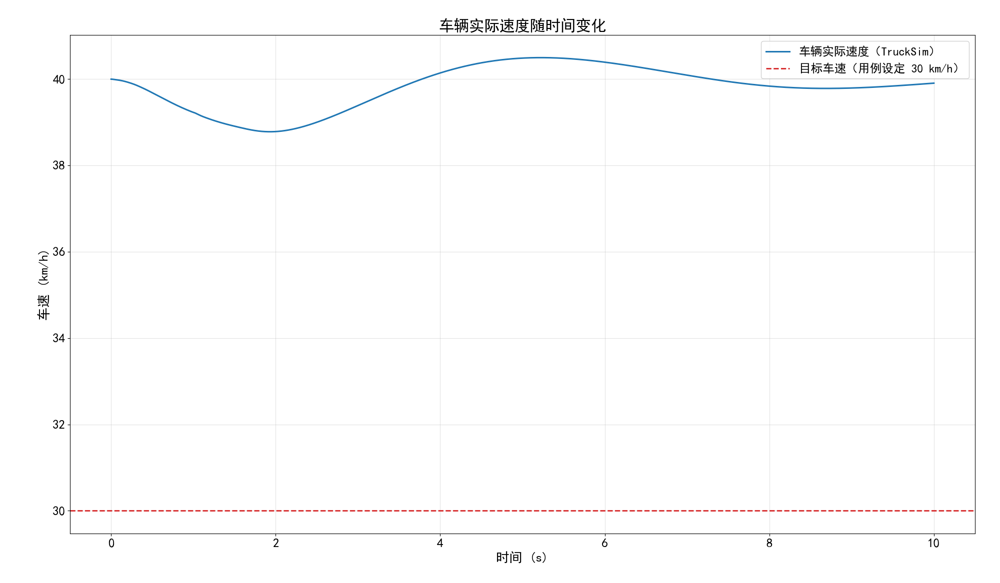 车辆实际速度随时间变化
车辆实际速度（TruckSim）
目标车速（用例设定 30 km/h）
车速 (km/h)
40
38
36
34
32
30
0 2 4 6 8 10
时间 (s)